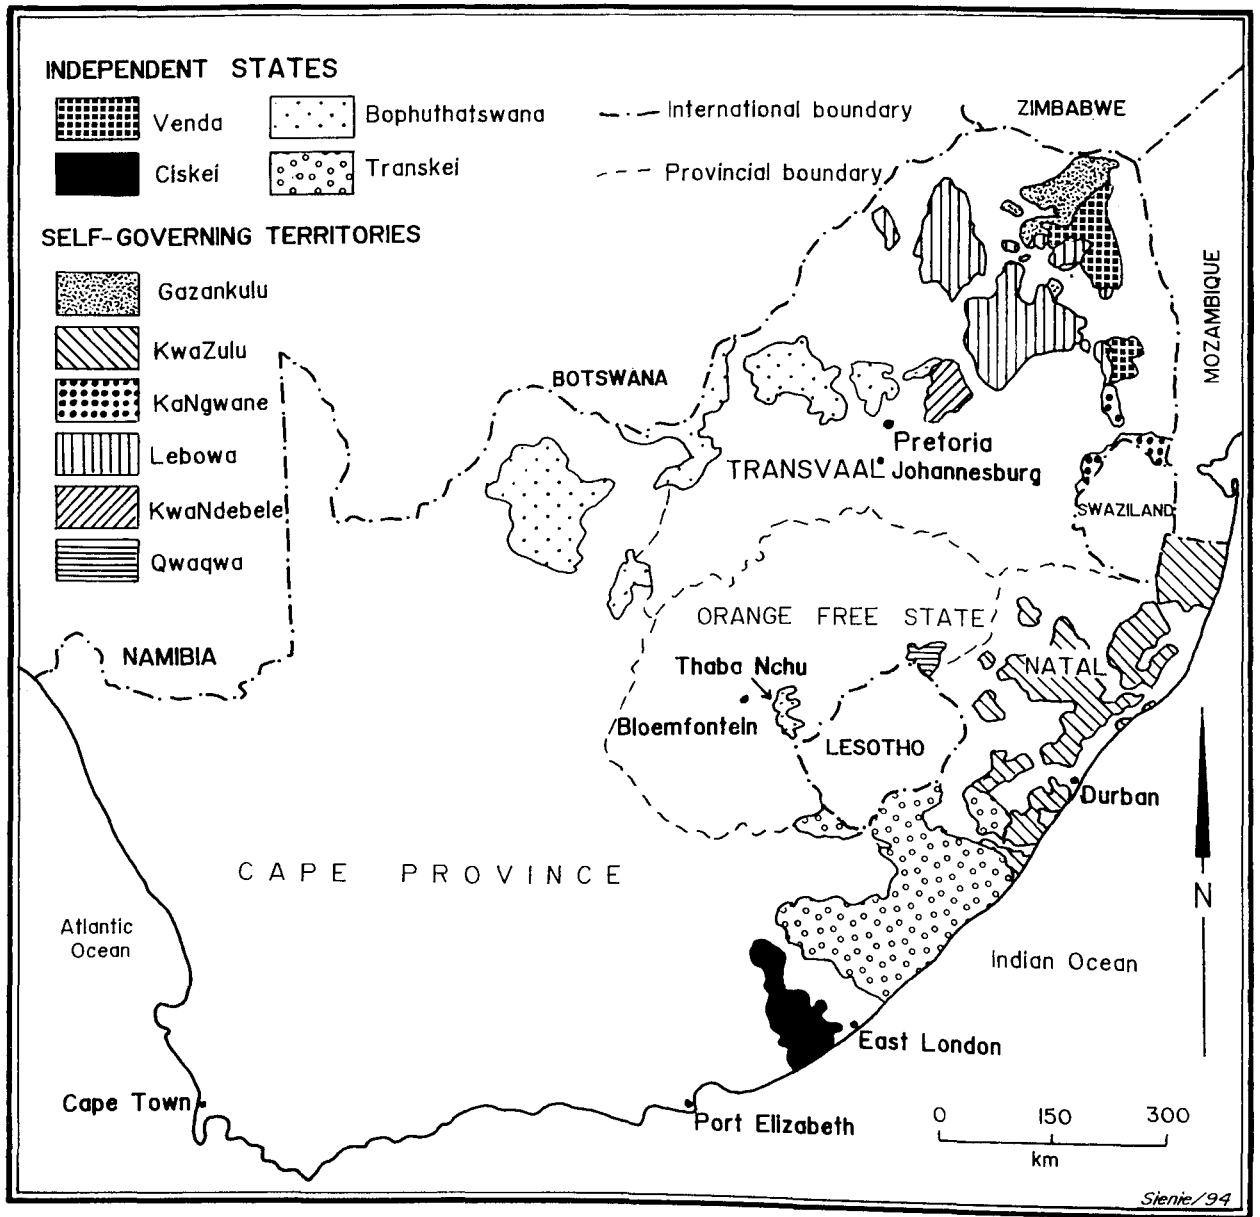 INDEPENDENT STATES
Venda
Bophuthatswana
International boundary
Ciskei
Transkei
Provincial boundary
SELF-GOVERNING TERRITORIES
Gazankulu
KwaZulu
KaNgwane
Lebowa
KwaNdebele
Qwaqwa
ZIMBABWE
MOZAMBIQUE
BOTSWANA
Pretoria
TRANSVAAL
Johannesburg
SWAZILAND
ORANGE FREE STATE
NAMIBIA
Thaba Nchu
NATAL
Bloemfontein
LESOTHO
Durban
CAPE PROVINCE
Atlantic
Ocean
Indian Ocean
N
East London
Cape Town
Port Elizabeth
0 150 300
km
Sienie/94